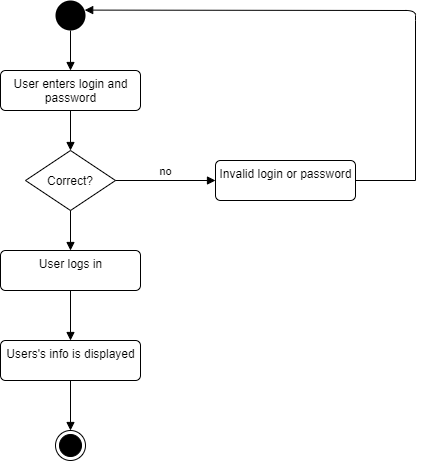 User enters login and
password
Correct?
no
Invalid login or password
User logs in
Users's info is displayed